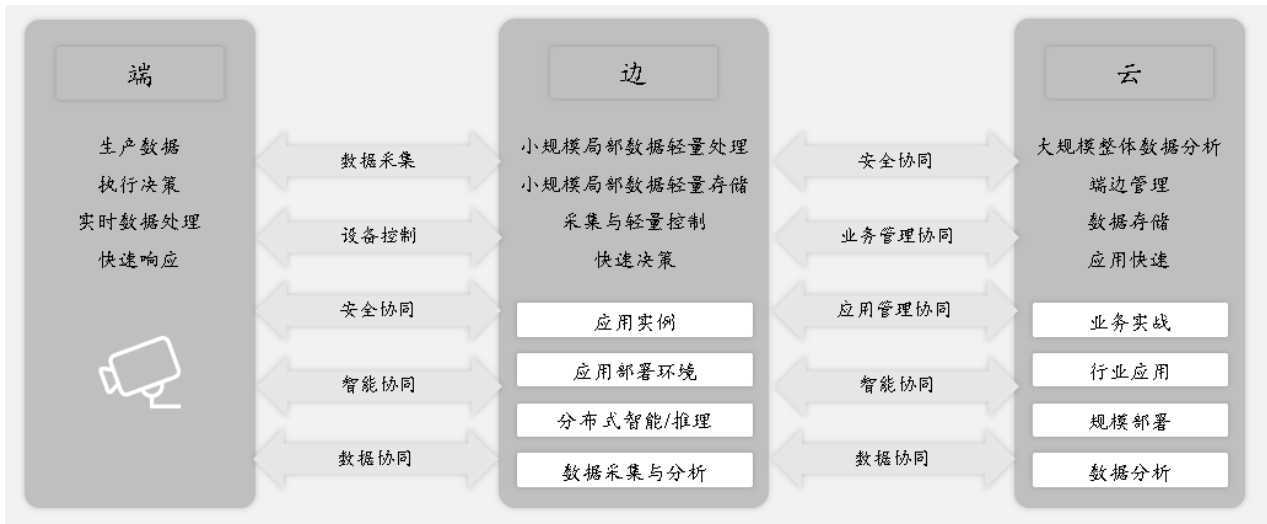 端
生产数据
执行决策
实时数据处理
快速响应
数据采集
设备控制
安全协同
智能协同
数据协同
边
小规模局部数据轻量处理
小规模局部数据轻量存储
采集与轻量控制
快速决策
应用实例
应用部署环境
分布式智能/推理
数据采集与分析
安全协同
业务管理协同
应用管理协同
智能协同
数据协同
云
大规模整体数据分析
端边管理
数据存储
应用快速
业务实战
行业应用
规模部署
数据分析